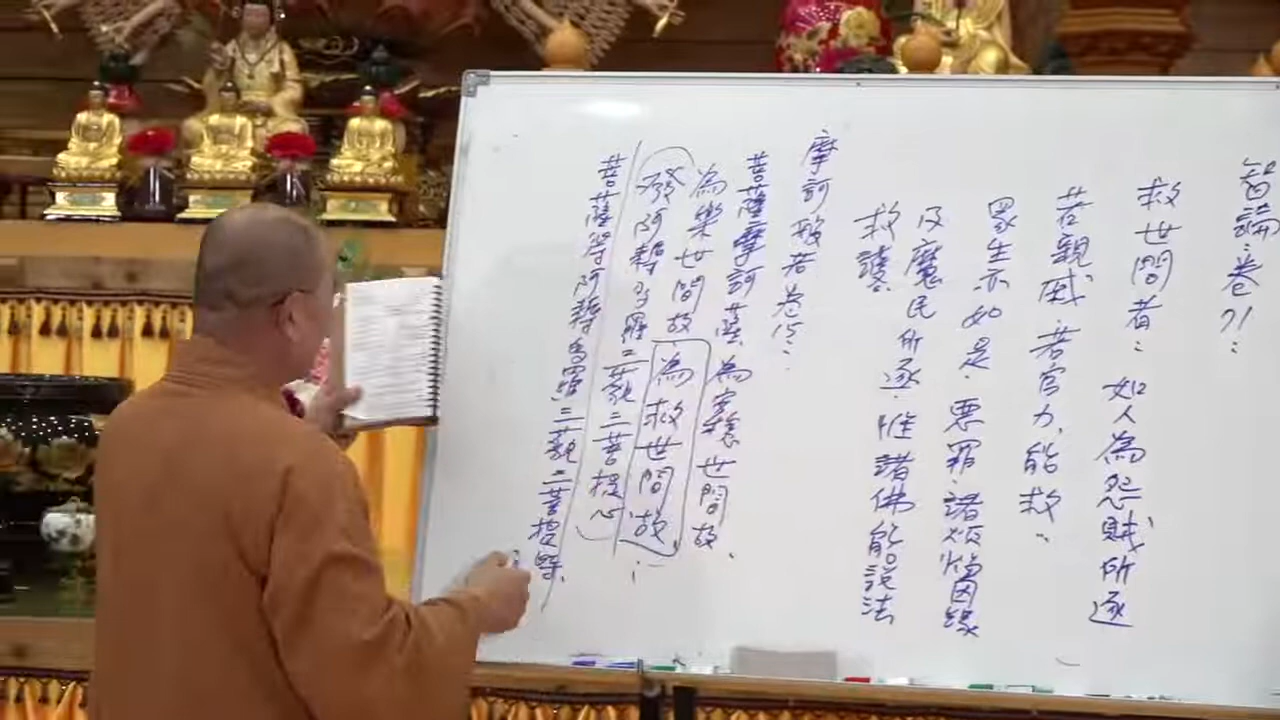 智論卷71:
救世間者: 如人為怨賊所逐
若親戚.若官力.能救..
眾生亦如是.惡罪.諸煩惱因緣
及魔民所逐.惟諸佛能說法
救護.
摩訶般若卷15:
菩薩摩訶薩.為安穩世間故.
為樂世間故.為救世間故.
發阿耨多羅三藐三菩提心
菩薩得阿耨多羅三藐三菩提